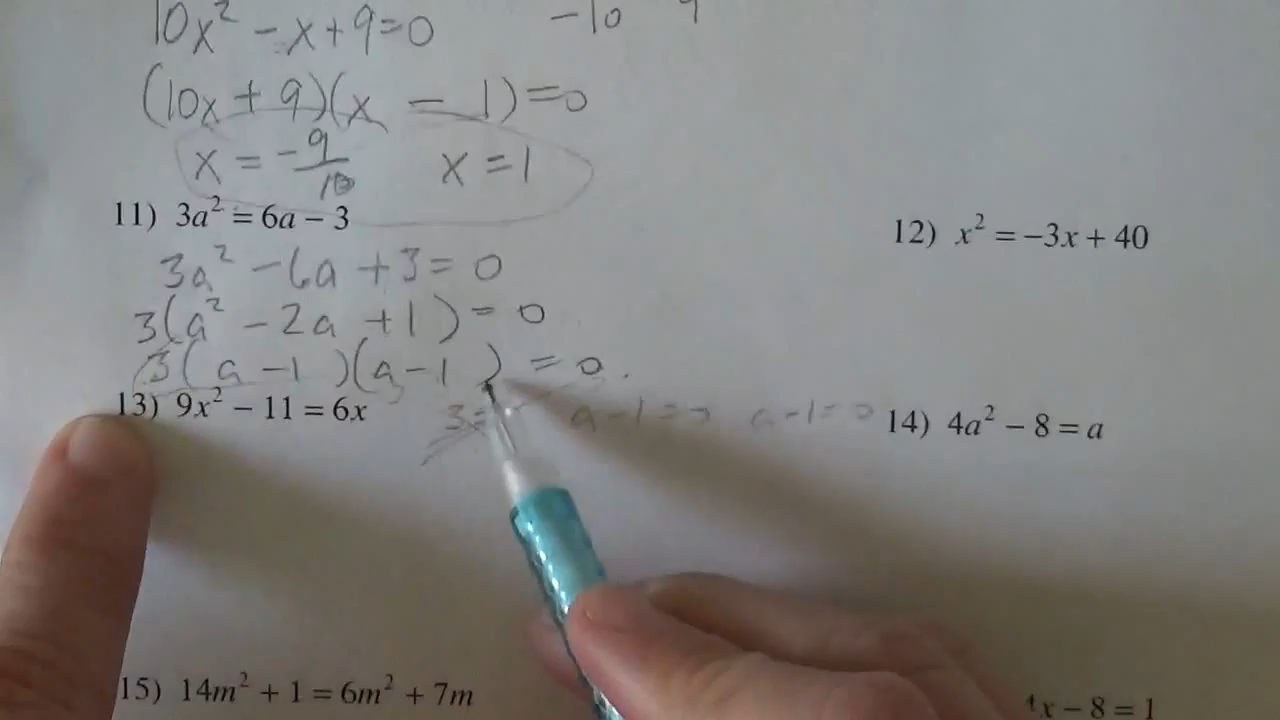 10x² - x + 9 = 0
-10
(10x + 9)(x - 1) = 0
x = -9/10 x = 1
11) 3a² = 6a − 3
12) x² = −3x + 40
3a² - 6a + 3 = 0
3(a² - 2a + 1) = 0
3(a - 1)(a - 1) = 0.
13) 9x² − 11 = 6x
3= a-1=0 a-1=0
14) 4a² − 8 = a
15) 14m² + 1 = 6m² + 7m
x − 8 = 1